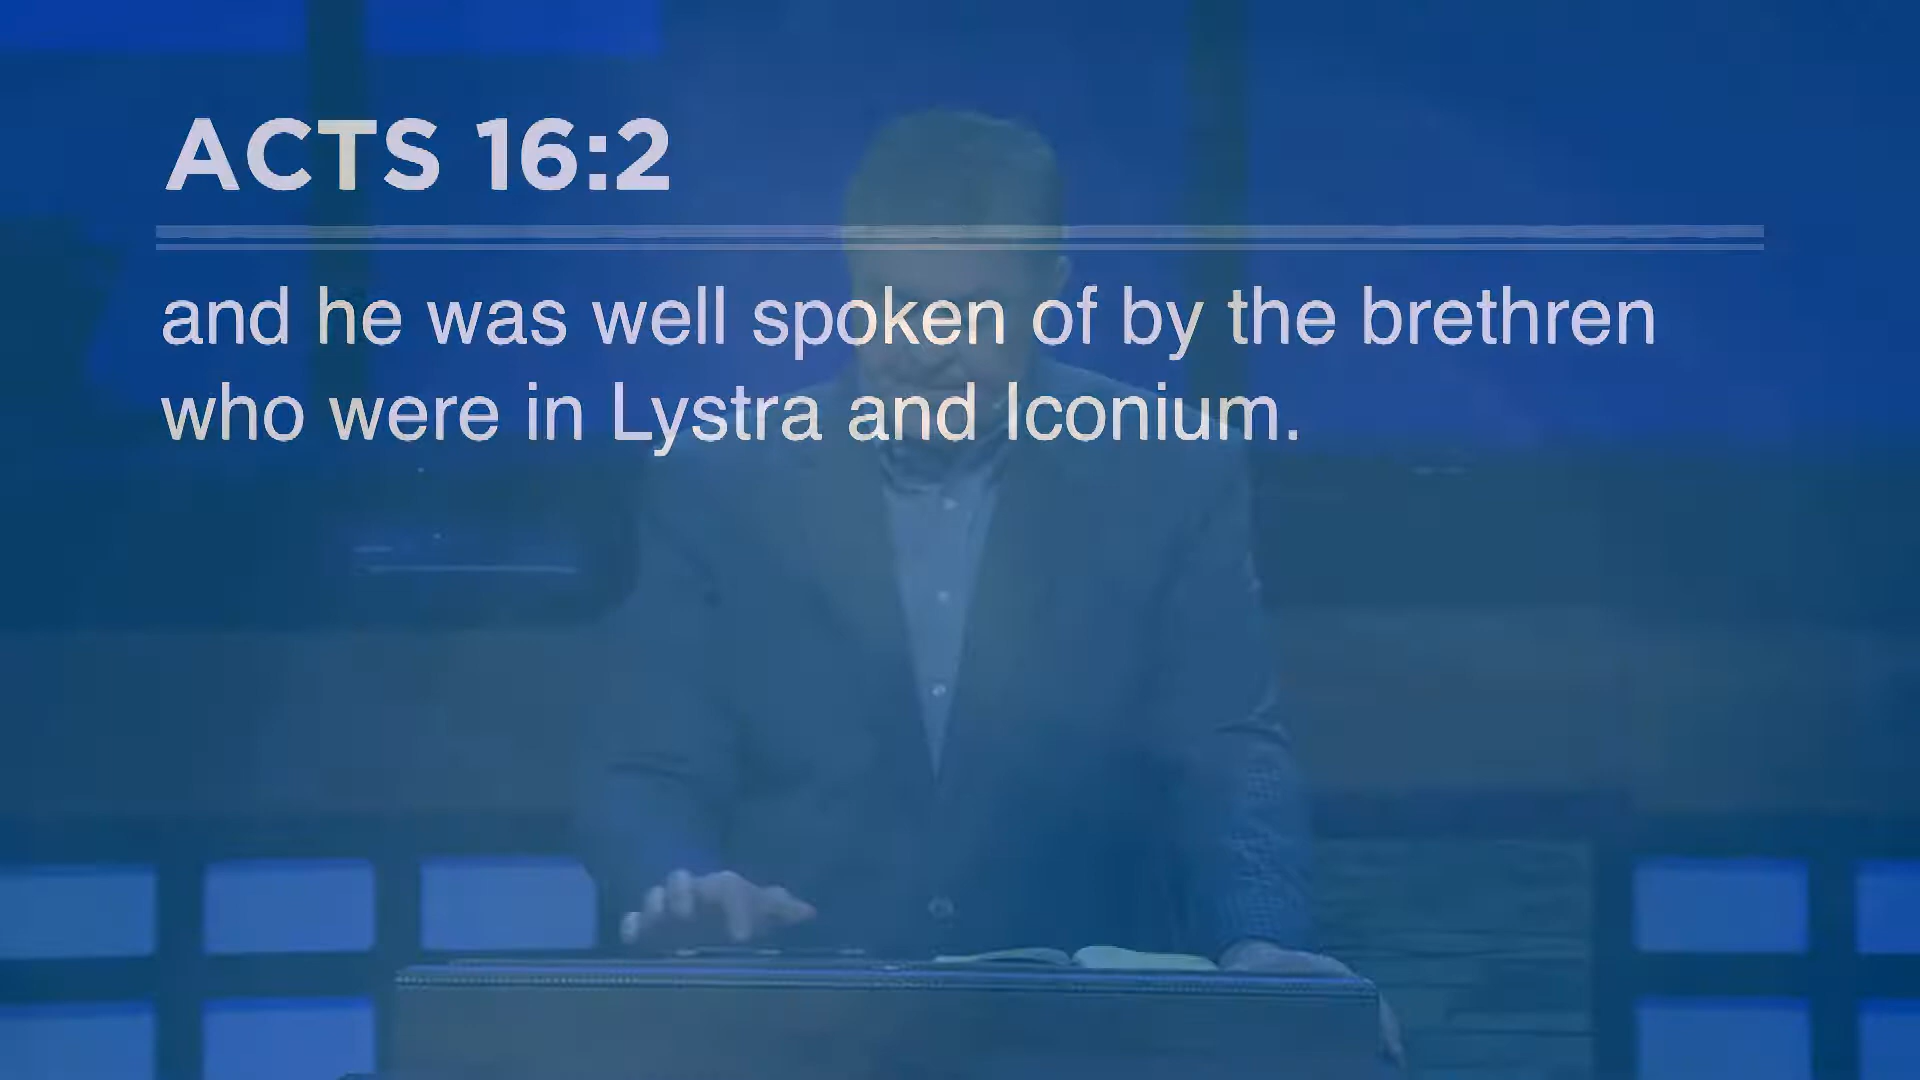 ACTS 16:2
and he was well spoken of by the brethren
who were in Lystra and Iconium.